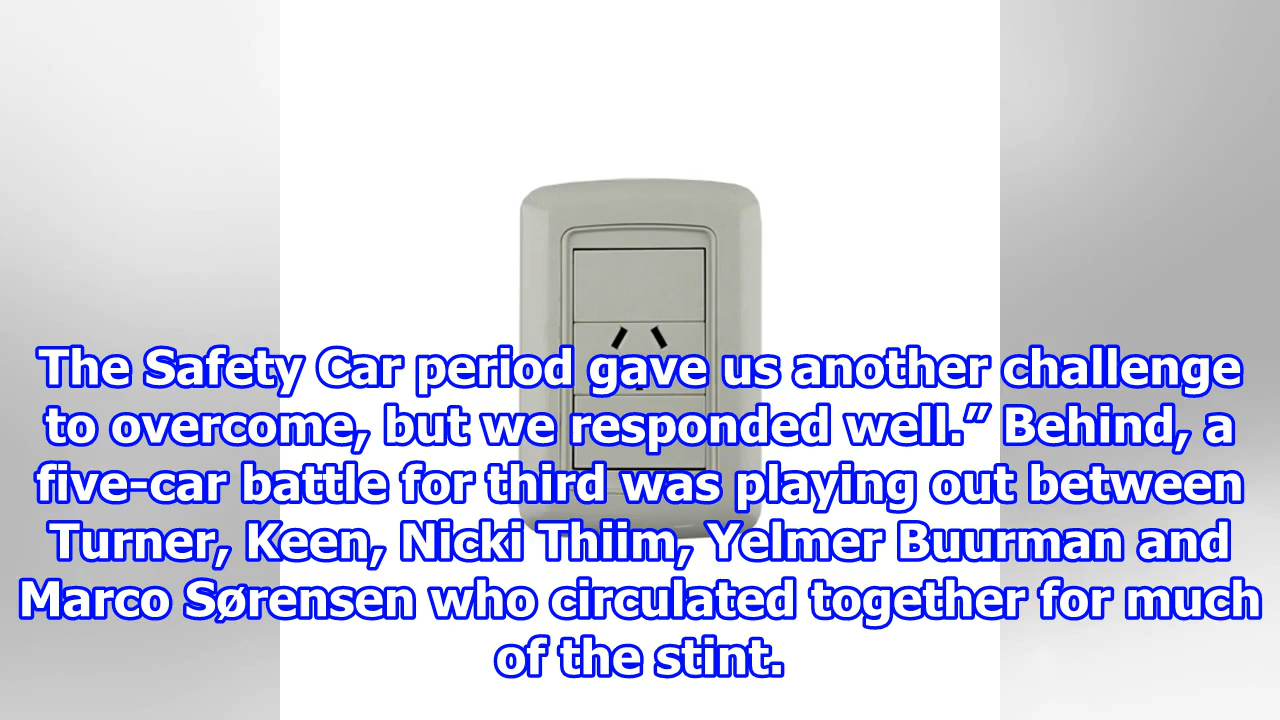 The Safety Car period gave us another challenge
to overcome, but we responded well.” Behind, a
five-car battle for third was playing out between
Turner, Keen, Nicki Thiim, Yelmer Buurman and
Marco Sørensen who circulated together for much
of the stint.